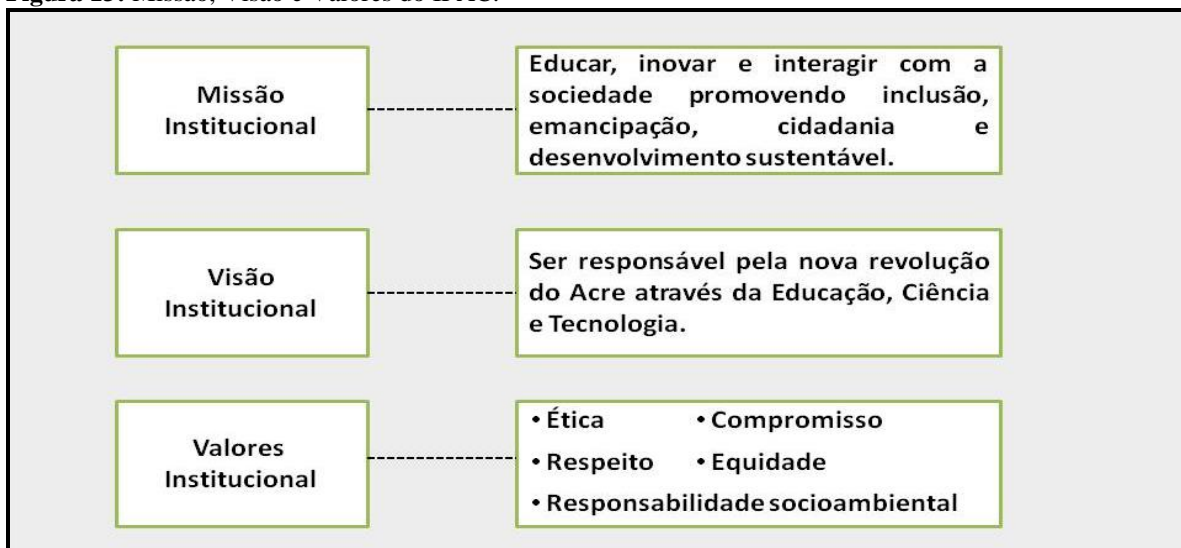 Missão
Institucional
Educar, inovar e interagir com a
sociedade promovendo inclusão,
emancipação, cidadania e
desenvolvimento sustentável.
Visão
Institucional
Ser responsável pela nova revolução
do Acre através da Educação, Ciência
e Tecnologia.
Valores
Institucional
• Ética • Compromisso
• Respeito • Equidade
• Responsabilidade socioambiental